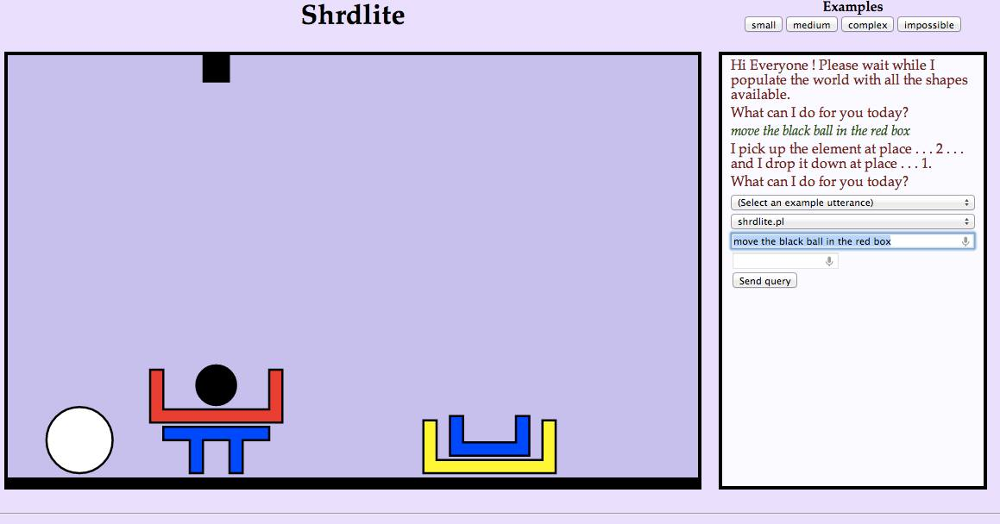 Shrdlite
Examples
small medium complex impossible
Hi Everyone ! Please wait while I
populate the world with all the shapes
available.
What can I do for you today?
move the black ball in the red box
I pick up the element at place . . . 2 . . .
and I drop it down at place . . . 1.
What can I do for you today?
(Select an example utterance)
shrdlite.pl
move the black ball in the red box
Send query